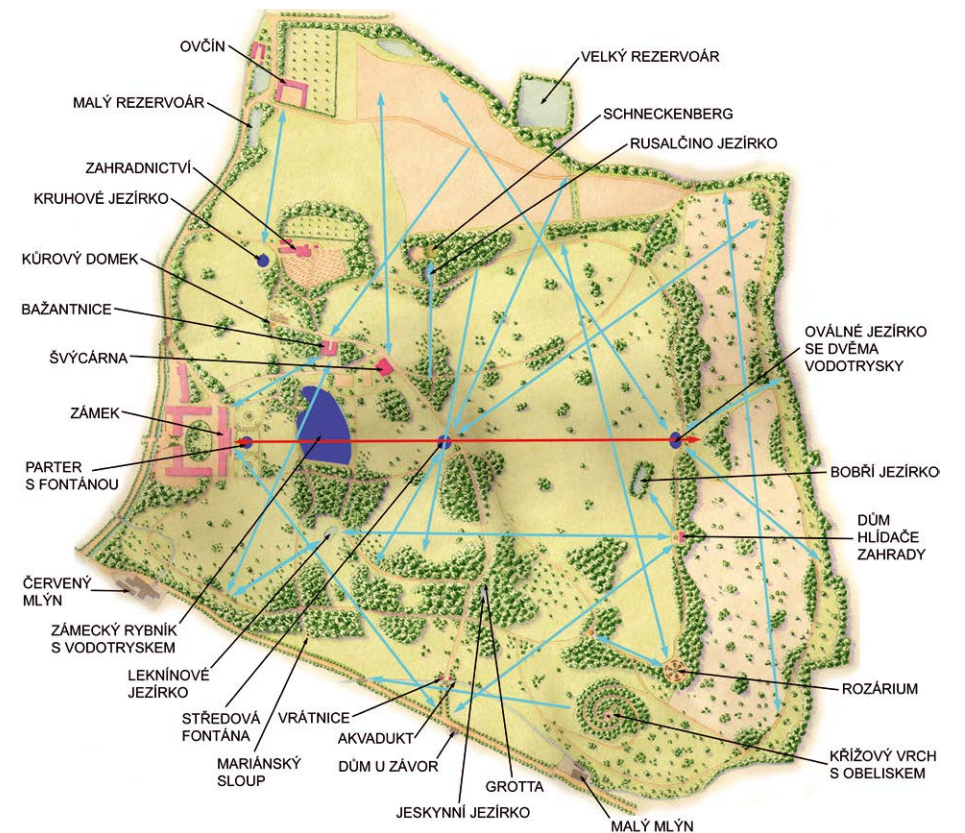 OVČÍN
MALÝ REZERVOÁR
ZAHRADNICTVÍ
KRUHOVÉ JEZÍRKO
KŮROVÝ DOMEK
BAŽANTNICE
ŠVÝCÁRNA
ZÁMEK
PARTER
S FONTÁNOU
ČERVENÝ
MLÝN
ZÁMECKÝ RYBNÍK
S VODOTRYSKEM
LEKNÍNOVÉ
JEZÍRKO
STŘEDOVÁ
FONTÁNA
MARIÁNSKÝ
SLOUP
VRÁTNICE
AKVADUKT
DŮM U ZÁVOR
JESKYNNÍ JEZÍRKO
GROTTA
MALÝ MLÝN
VELKÝ REZERVOÁR
SCHNECKENBERG
RUSALČINO JEZÍRKO
OVÁLNÉ JEZÍRKO
SE DVĚMA
VODOTRYSKY
BOBŘÍ JEZÍRKO
DŮM
HLÍDAČE
ZAHRADY
ROZÁRIUM
KŘÍŽOVÝ VRCH
S OBELISKEM